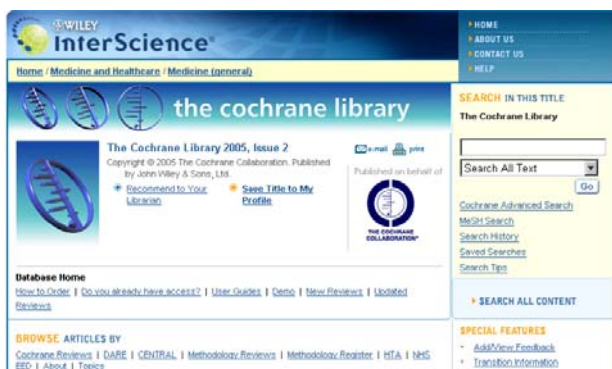 WILEY
InterScience®
HOME
ABOUT US
CONTACT US
HELP
Home / Medicine and Healthcare / Medicine (general)
the cochrane library
The Cochrane Library 2005, Issue 2
Copyright © 2005 The Cochrane Collaboration. Published
by John Wiley & Sons, Ltd.
Recommend to Your
Librarian
Save Title to My
Profile
e-mail print
Published on behalf of
THE COCHRANE
COLLABORATION®
Database Home
How to Order | Do you already have access? | User Guides | Demo | New Reviews | Updated
Reviews
BROWSE ARTICLES BY
Cochrane Reviews | DARE | CENTRAL | Methodology Reviews | Methodology Register | HTA | NHS
EED | About | Topics
SEARCH IN THIS TITLE
The Cochrane Library
Search All Text
Go
Cochrane Advanced Search
MeSH Search
Search History
Saved Searches
Search Tips
SEARCH ALL CONTENT
SPECIAL FEATURES
Add/View Feedback
Transition Information